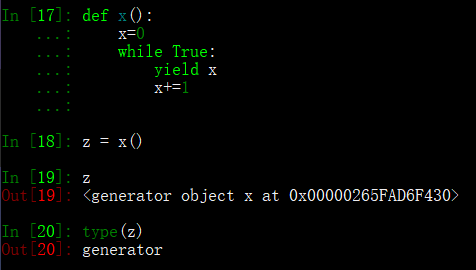 In [17]: def x():
    ...:     x=0
    ...:     while True:
    ...:         yield x
    ...:         x+=1
    ...:
In [18]: z = x()
In [19]: z
Out[19]: <generator object x at 0x00000265FAD6F430>
In [20]: type(z)
Out[20]: generator